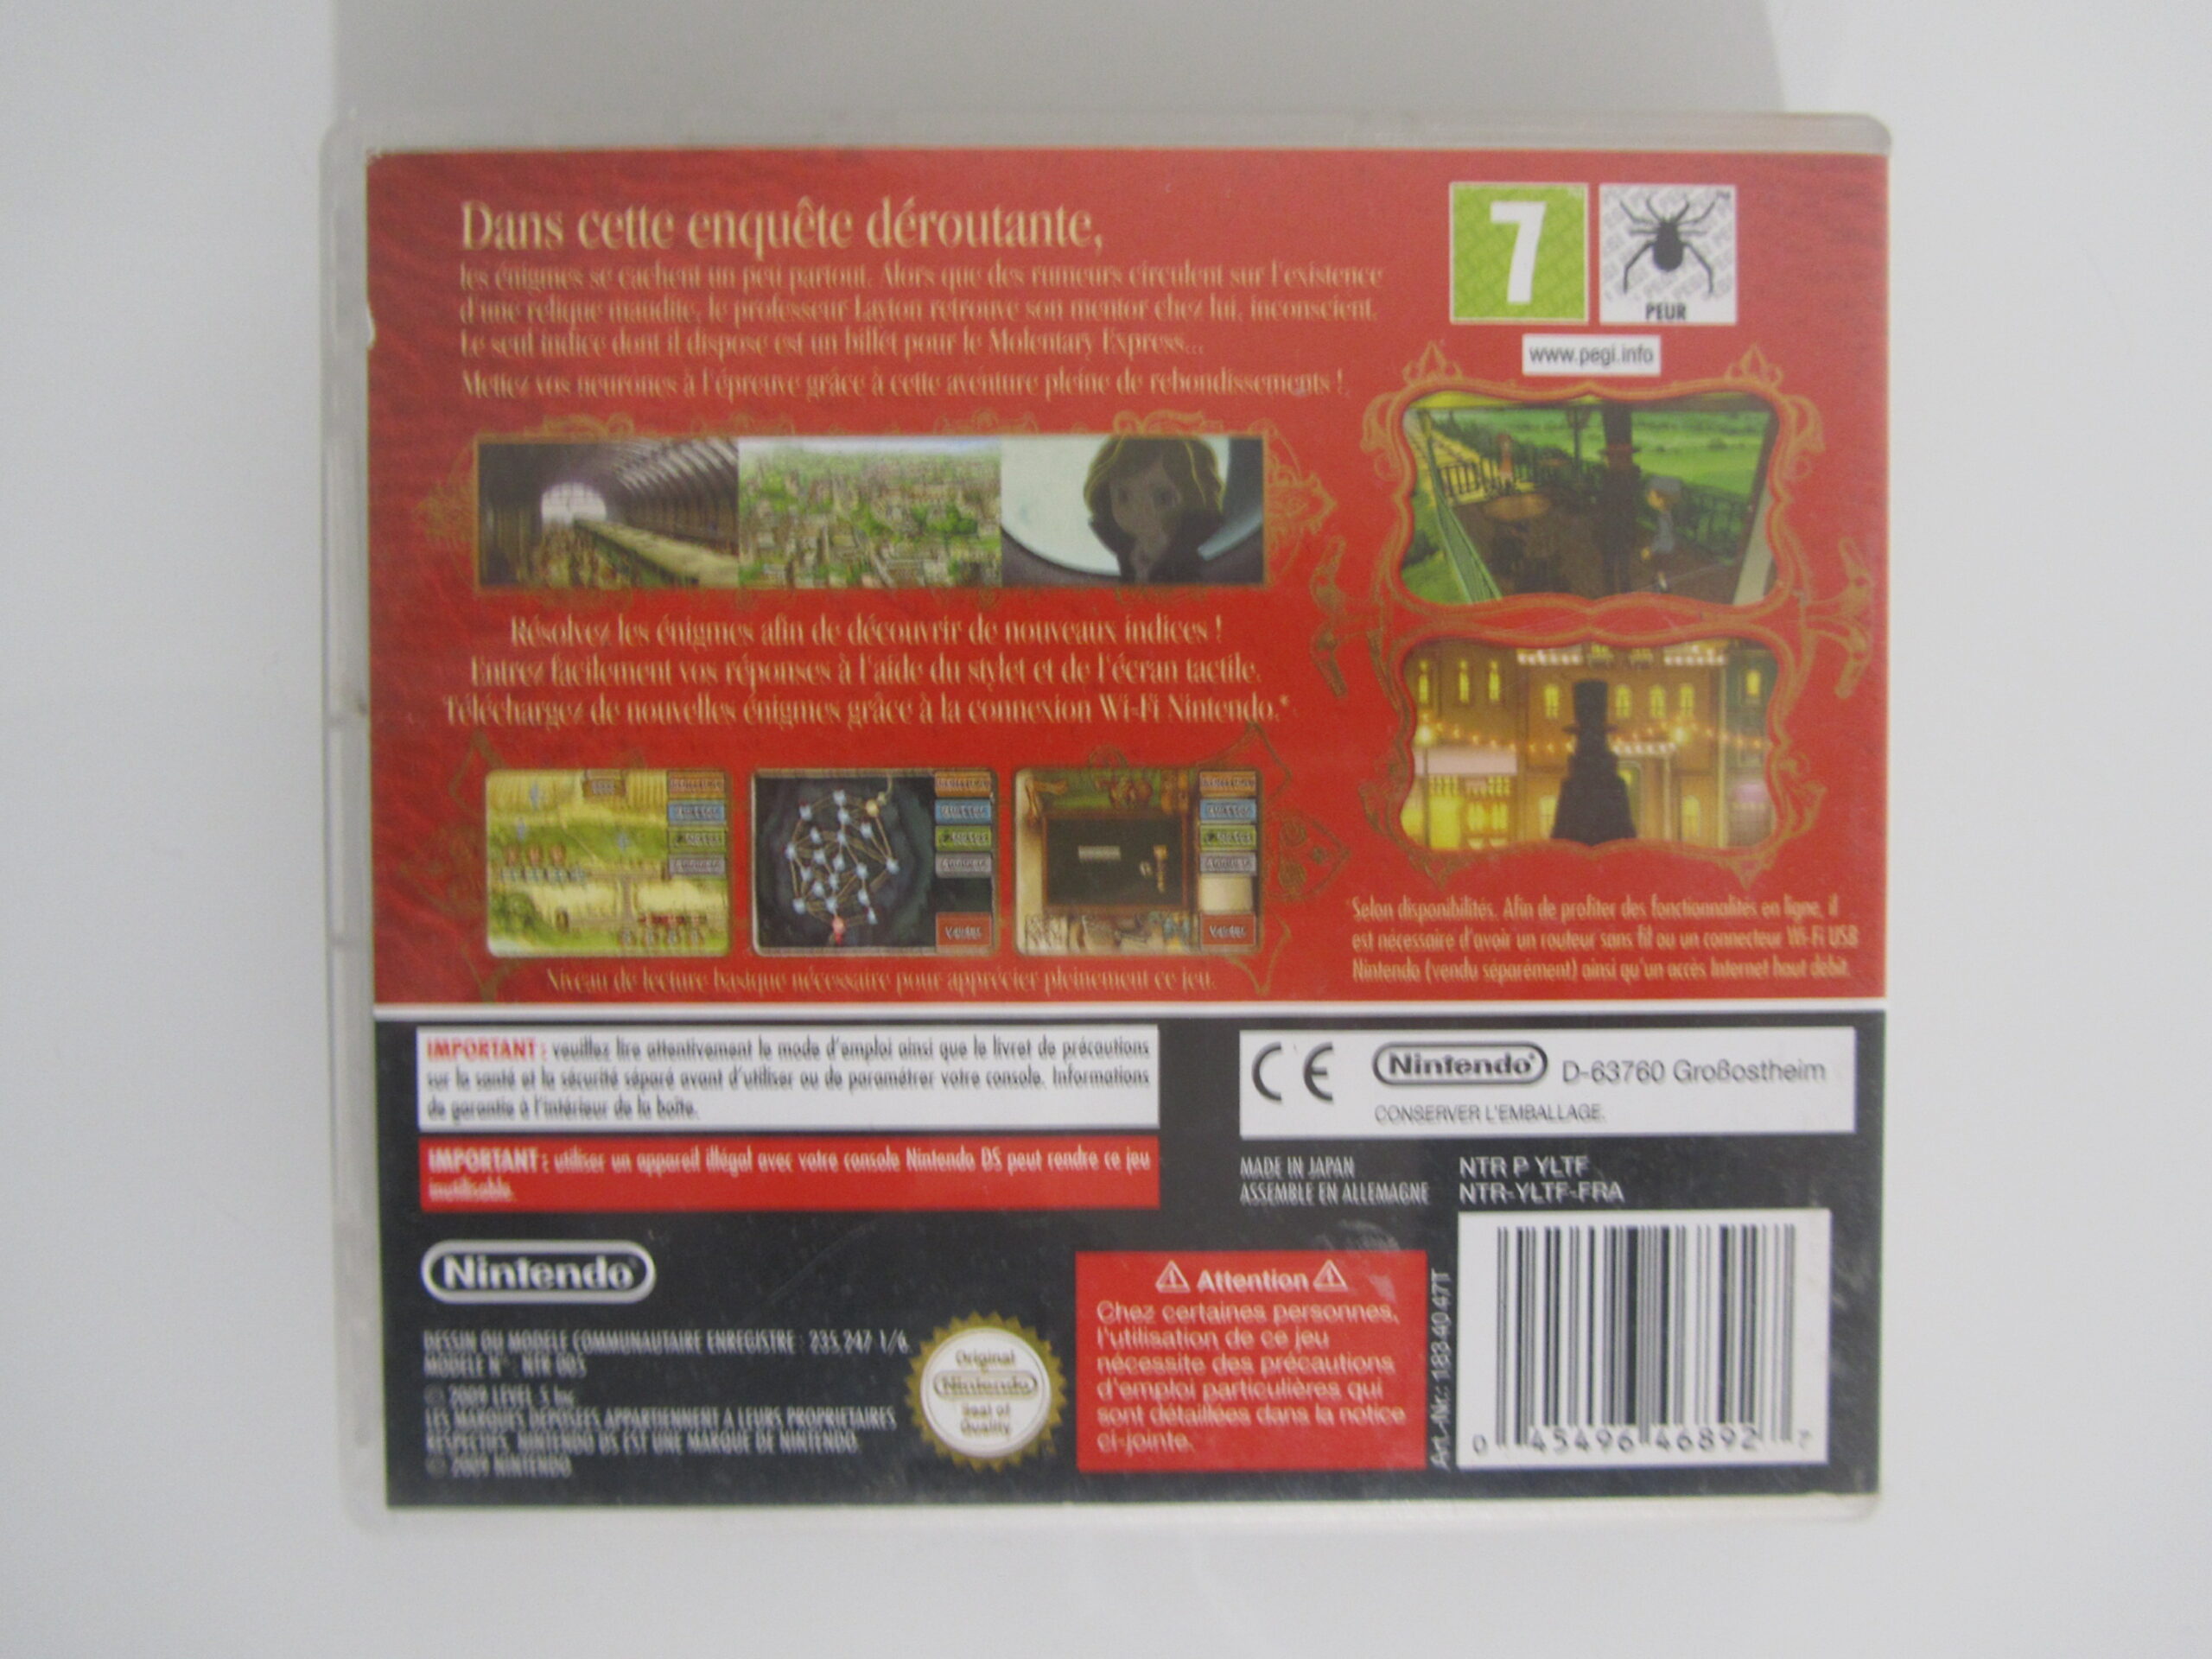 Dans cette enquête déroutante,
les énigmes se cachent un peu partout. Alors que des rumeurs circulent sur l'existence
d'une relique maudite, le professeur Layton retrouve son mentor chez lui, inconscient.
Le seul indice dont il dispose est un billet pour le Molentary Express...
Mettez vos neurones à l'épreuve grâce à cette aventure pleine de rebondissements !
7
PEUR
www.pegi.info
Résolvez les énigmes afin de découvrir de nouveaux indices !
Entrez facilement vos réponses à l'aide du stylet et de l'écran tactile.
Téléchargez de nouvelles énigmes grâce à la connexion Wi-Fi Nintendo.*
Valider
Valider
Niveau de lecture basique nécessaire pour apprécier pleinement ce jeu.
*Selon disponibilités. Afin de profiter des fonctionnalités en ligne, il
est nécessaire d'avoir un routeur sans fil ou un connecteur Wi-Fi USB
Nintendo (vendu séparément) ainsi qu'un accès Internet haut débit.
IMPORTANT : veuillez lire attentivement le mode d'emploi ainsi que le livret de précautions
sur la santé et la sécurité séparé avant d'utiliser ou de paramétrer votre console. Informations
de garantie à l'intérieur de la boîte.
IMPORTANT : utiliser un appareil illégal avec votre console Nintendo DS peut rendre ce jeu
inutilisable.
CE
Nintendo®
D-63760 Großostheim
CONSERVER L'EMBALLAGE.
MADE IN JAPAN
ASSEMBLE EN ALLEMAGNE
NTR P YLTF
NTR-YLTF-FRA
Nintendo®
DESSIN OU MODELE COMMUNAUTAIRE ENREGISTRE : 235.247 1/6.
MODELE N° : NTR 005
© 2009 LEVEL-5 Inc.
LES MARQUES DEPOSEES APPARTIENNENT A LEURS PROPRIETAIRES
RESPECTIFS. NINTENDO DS EST UNE MARQUE DE NINTENDO.
© 2009 NINTENDO.
Original
Nintendo
Seal of
Quality
Attention
Chez certaines personnes,
l'utilisation de ce jeu
nécessite des précautions
d'emploi particulières qui
sont détaillées dans la notice
ci-jointe.
Art.-Nr.: 183 40 47T
0 45496 46892 7